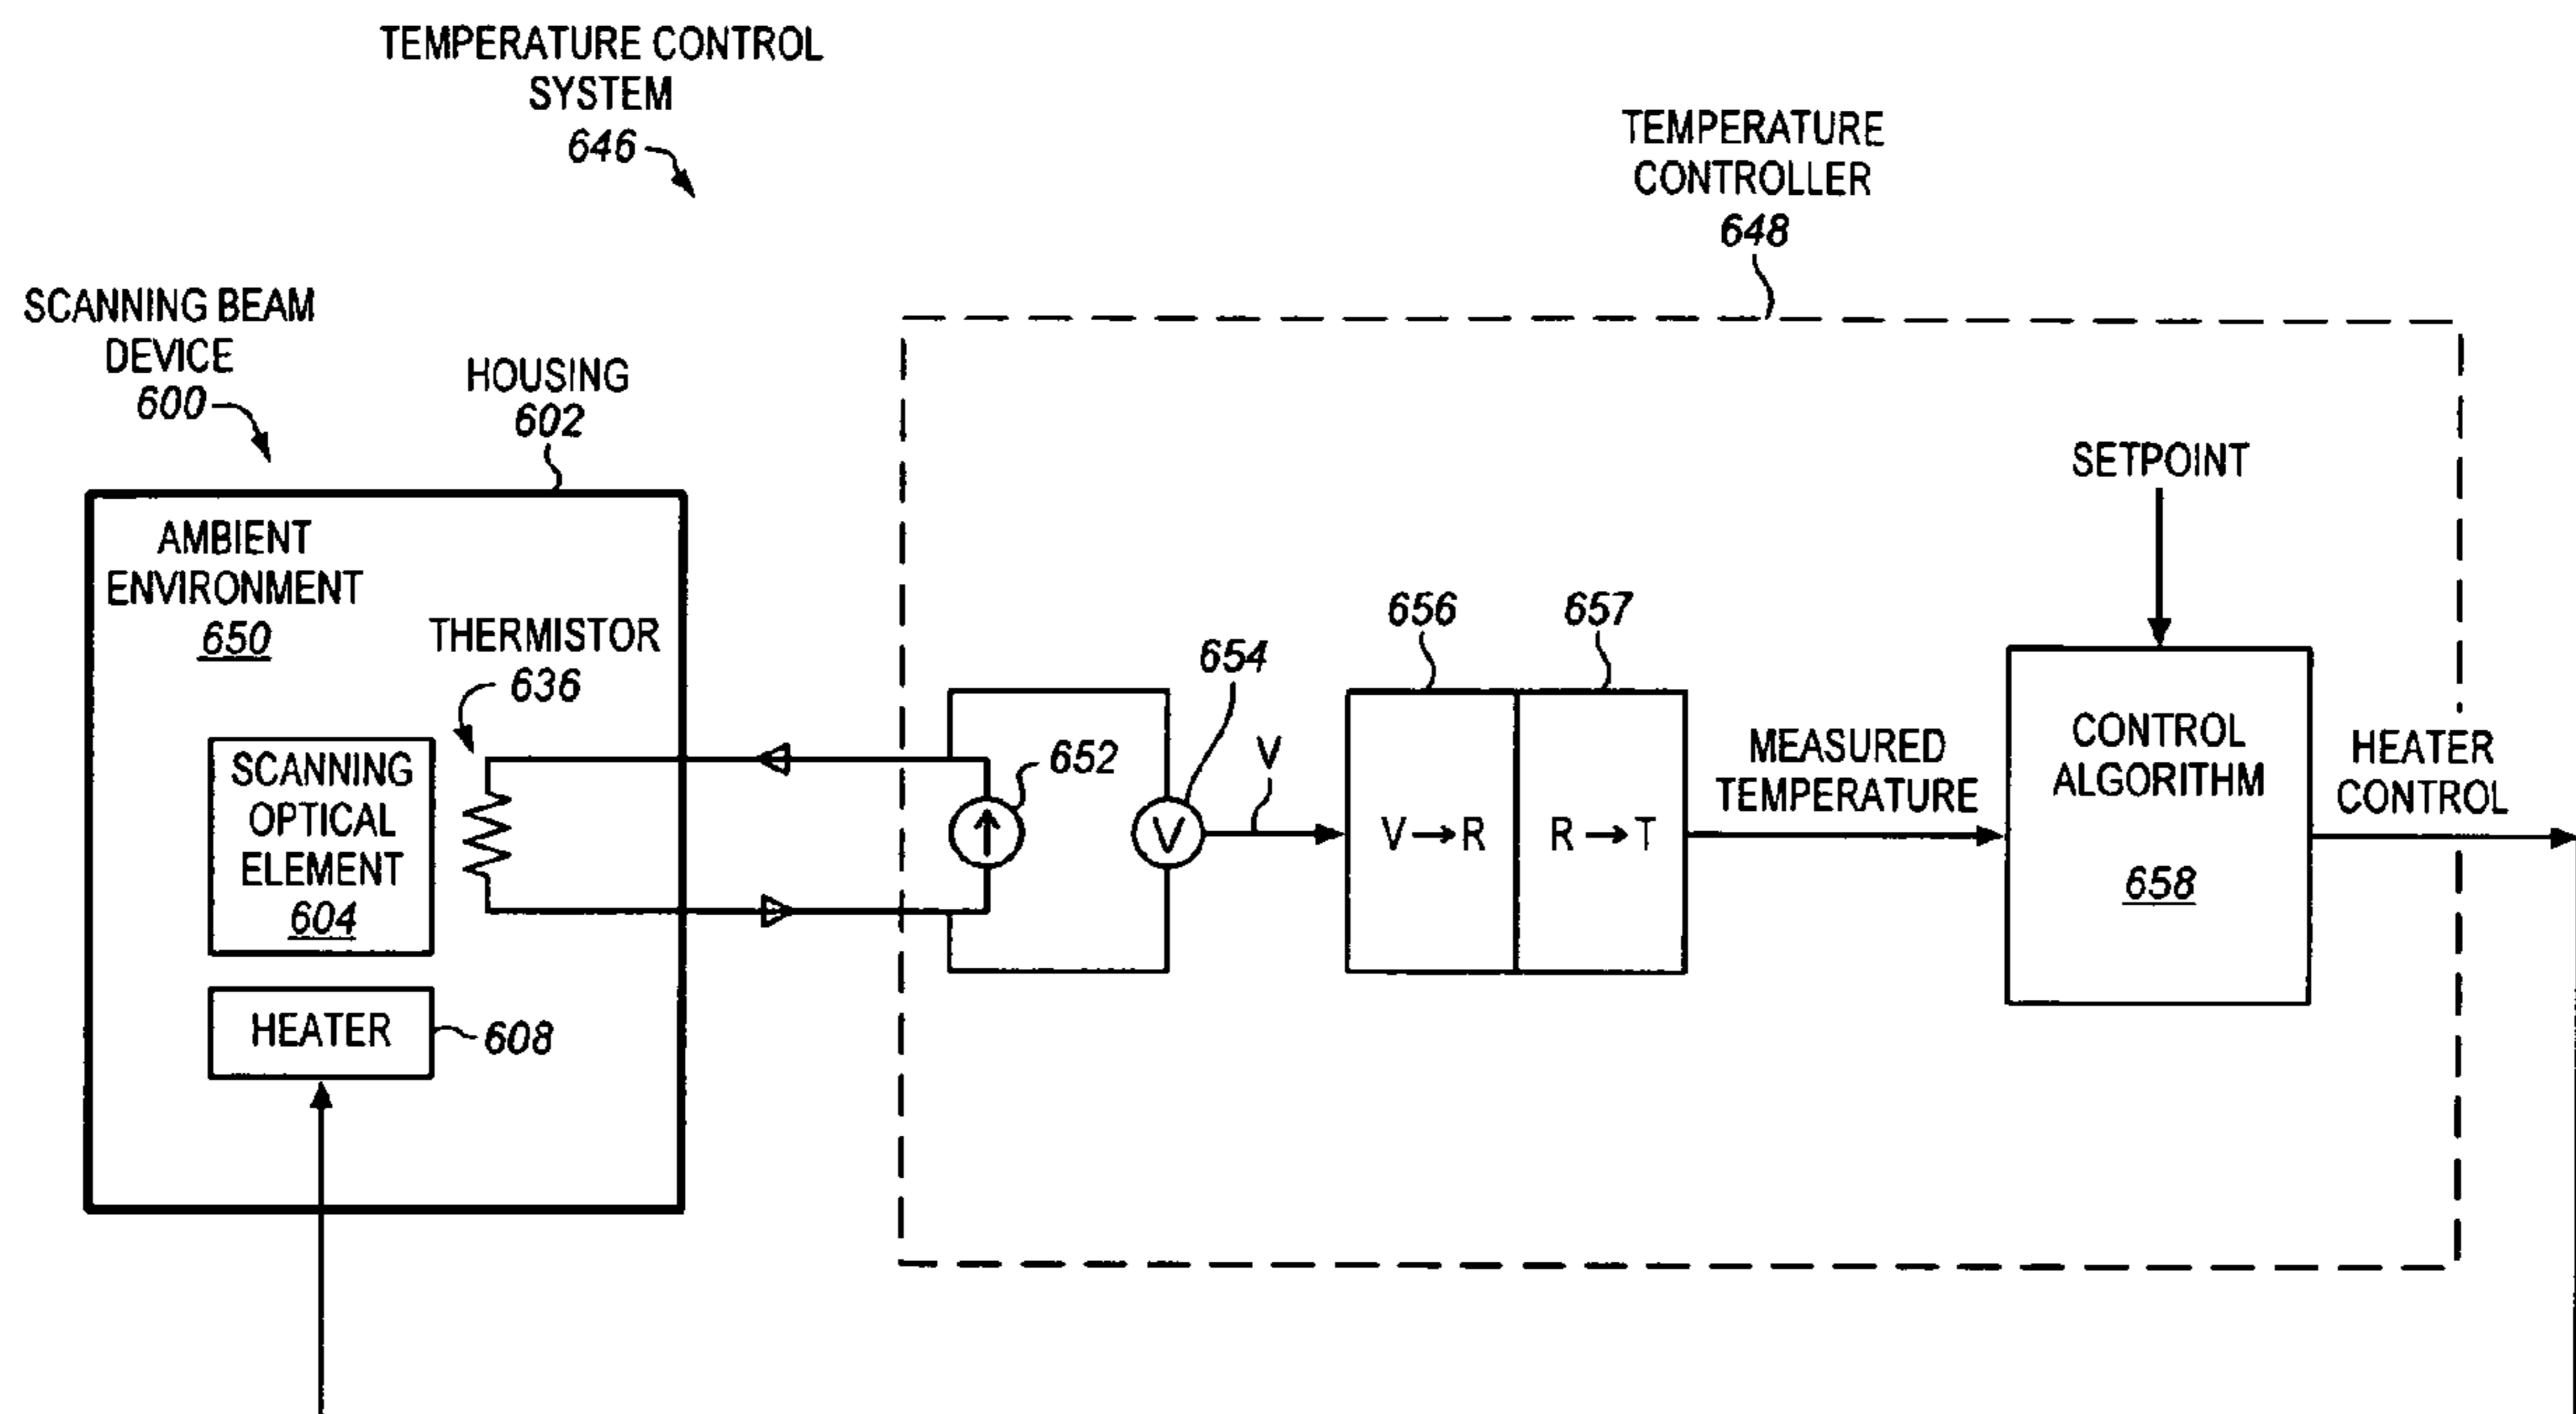 TEMPERATURE CONTROL
SYSTEM
646
TEMPERATURE
CONTROLLER
648
SCANNING BEAM
DEVICE
600
HOUSING
602
SETPOINT
AMBIENT
ENVIRONMENT
650
THERMISTOR
636
SCANNING
OPTICAL
ELEMENT
604
HEATER
608
652
654
V
V
656
657
V→R
R→T
MEASURED
TEMPERATURE
CONTROL
ALGORITHM
658
HEATER
CONTROL